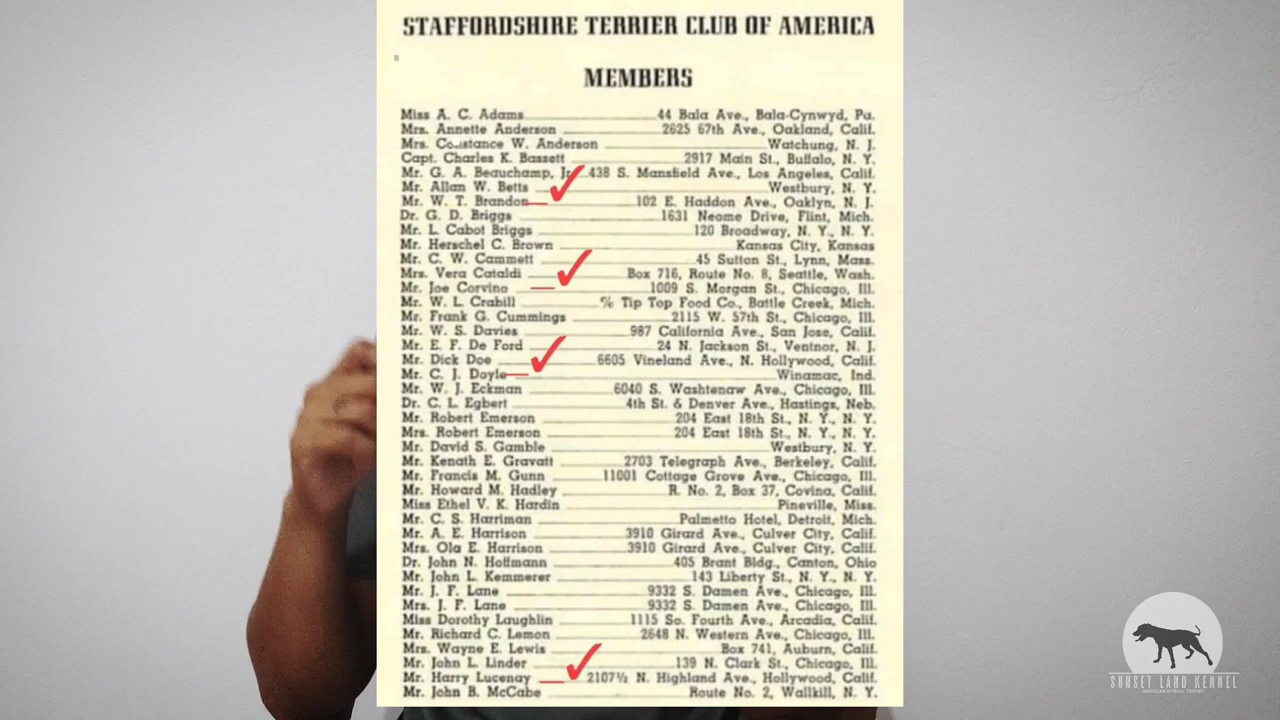 STAFFORDSHIRE TERRIER CLUB OF AMERICA
MEMBERS
Miss A. C. Adams 44 Bala Ave., Bala-Cynwyd, Pa.
Mrs. Annette Anderson 2625 67th Ave., Oakland, Calif.
Mrs. Constance W. Anderson Watchung, N. J.
Capt. Charles K. Bassett 2917 Main St., Buffalo, N. Y.
Mr. G. A. Beauchamp, Jr. 438 S. Mansfield Ave., Los Angeles, Calif.
Mr. Allan W. Betts Westbury, N. Y.
Mr. W. T. Brandon 102 E. Haddon Ave., Oaklyn, N. J.
Dr. G. D. Briggs 1631 Neome Drive, Flint, Mich.
Mr. L. Cabot Briggs 120 Broadway, N. Y., N. Y.
Mr. Herschel C. Brown Kansas City, Kansas
Mr. C. W. Cammett 45 Sutton St., Lynn, Mass.
Mrs. Vera Cataldi Box 716, Route No. 8, Seattle, Wash.
Mr. Joe Corvino 1009 S. Morgan St., Chicago, Ill.
Mr. W. L. Crabill % Tip Top Food Co., Battle Creek, Mich.
Mr. Frank G. Cummings 2115 W. 57th St., Chicago, Ill.
Mr. W. S. Davies 987 California Ave., San Jose, Calif.
Mr. E. F. De Ford 24 N. Jackson St., Ventnor, N. J.
Mr. Dick Doe 6605 Vineland Ave., N. Hollywood, Calif.
Mr. C. J. Doyle Winamac, Ind.
Mr. W. J. Eckman 6040 S. Washtenaw Ave., Chicago, Ill.
Dr. C. L. Egbert 4th St. & Denver Ave., Hastings, Neb.
Mr. Robert Emerson 204 East 18th St., N. Y., N. Y.
Mrs. Robert Emerson 204 East 18th St., N. Y., N. Y.
Mr. David S. Gamble Westbury, N. Y.
Mr. Kenath E. Gravatt 2703 Telegraph Ave., Berkeley, Calif.
Mr. Francis M. Gunn 11001 Cottage Grove Ave., Chicago, Ill.
Mr. Howard M. Hadley R. No. 2, Box 37, Covina, Calif.
Miss Ethel V. K. Hardin Pineville, Miss.
Mr. C. S. Harriman Palmetto Hotel, Detroit, Mich.
Mr. A. E. Harrison 3910 Girard Ave., Culver City, Calif.
Mrs. Ola E. Harrison 3910 Girard Ave., Culver City, Calif.
Dr. John N. Hoffmann 405 Brant Bldg., Canton, Ohio
Mr. John L. Kemmerer 143 Liberty St., N. Y., N. Y.
Mr. J. F. Lane 9332 S. Damen Ave., Chicago, Ill.
Mrs. J. F. Lane 9332 S. Damen Ave., Chicago, Ill.
Miss Dorothy Laughlin 1115 So. Fourth Ave., Arcadia, Calif.
Mr. Richard C. Lemon 2648 N. Western Ave., Chicago, Ill.
Mrs. Wayne E. Lewis Box 741, Auburn, Calif.
Mr. John L. Linder 139 N. Clark St., Chicago, Ill.
Mr. Harry Lucenay 2107½ N. Highland Ave., Hollywood, Calif.
Mr. John B. McCabe Route No. 2, Wallkill, N. Y.
SUNSET LAND KENNEL
AMERICAN PITBULL TERRIER